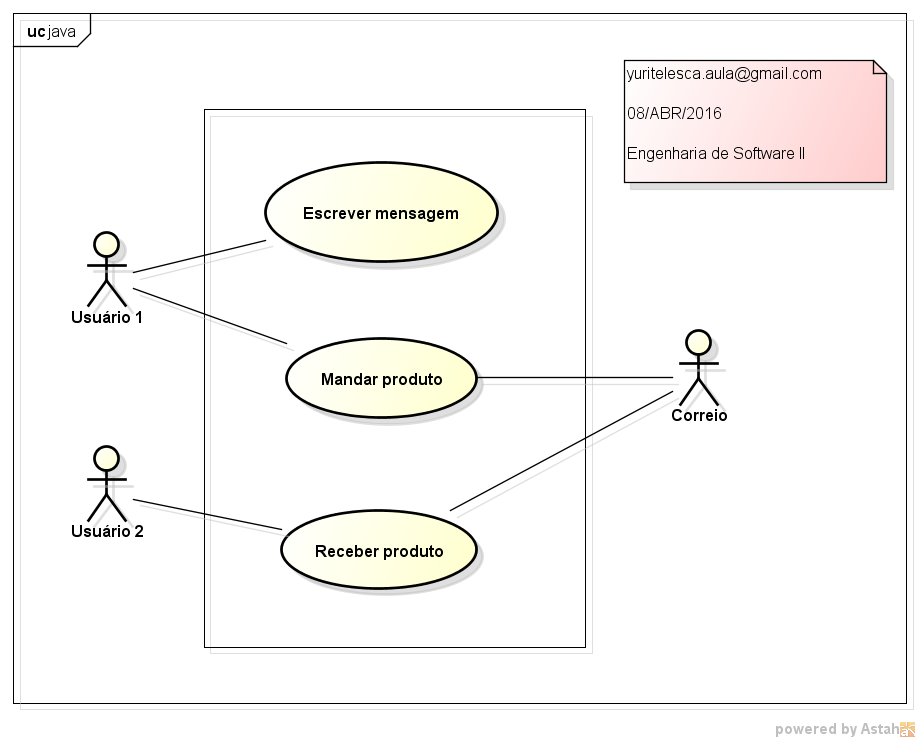 uc java
yuritelesca.aula@gmail.com
08/ABR/2016
Engenharia de Software II
Escrever mensagem
Usuário 1
Mandar produto
Correio
Usuário 2
Receber produto
powered by Astah